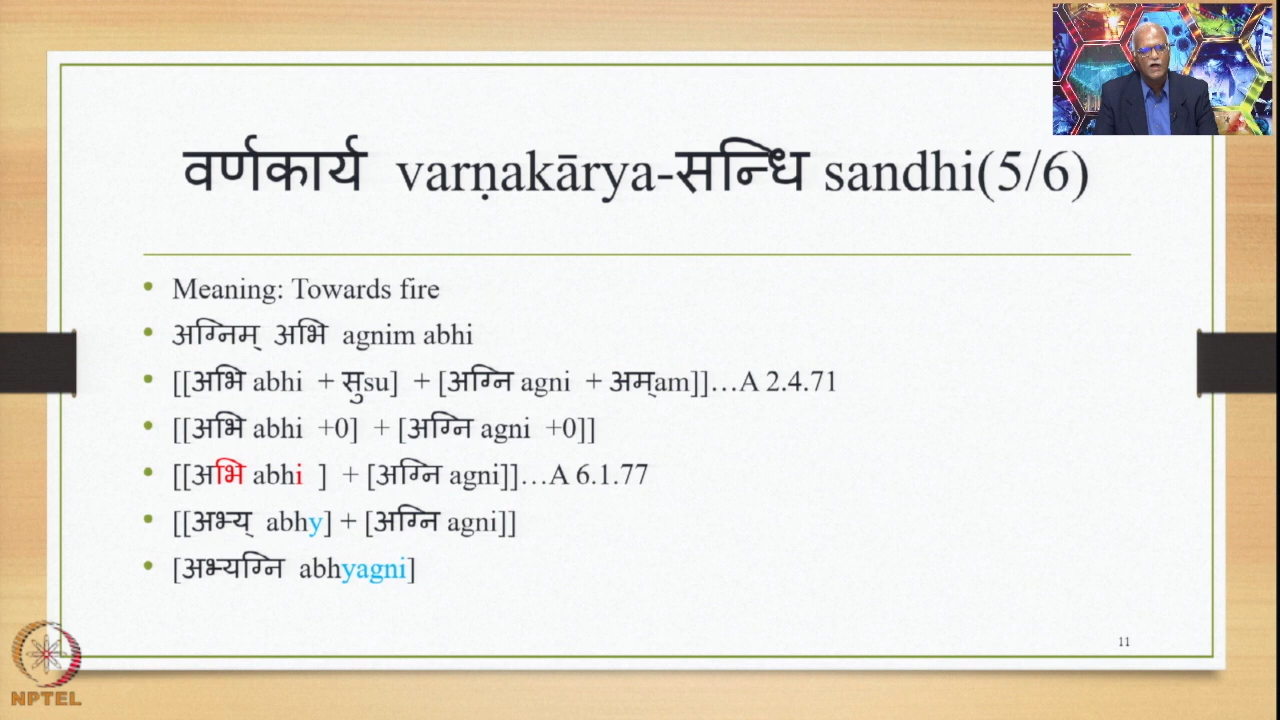 वर्णकार्य varṇakārya-सन्धि sandhi(5/6)
• Meaning: Towards fire
• अग्निम् अभि agnim abhi
• [[अभि abhi + सुsu] + [अग्नि agni + अम्am]]…A 2.4.71
• [[अभि abhi +0] + [अग्नि agni +0]]
• [[अभि abhi ] + [अग्नि agni]]…A 6.1.77
• [[अभ्य् abhy] + [अग्नि agni]]
• [अभ्यग्नि abhyagni]
11
NPTEL